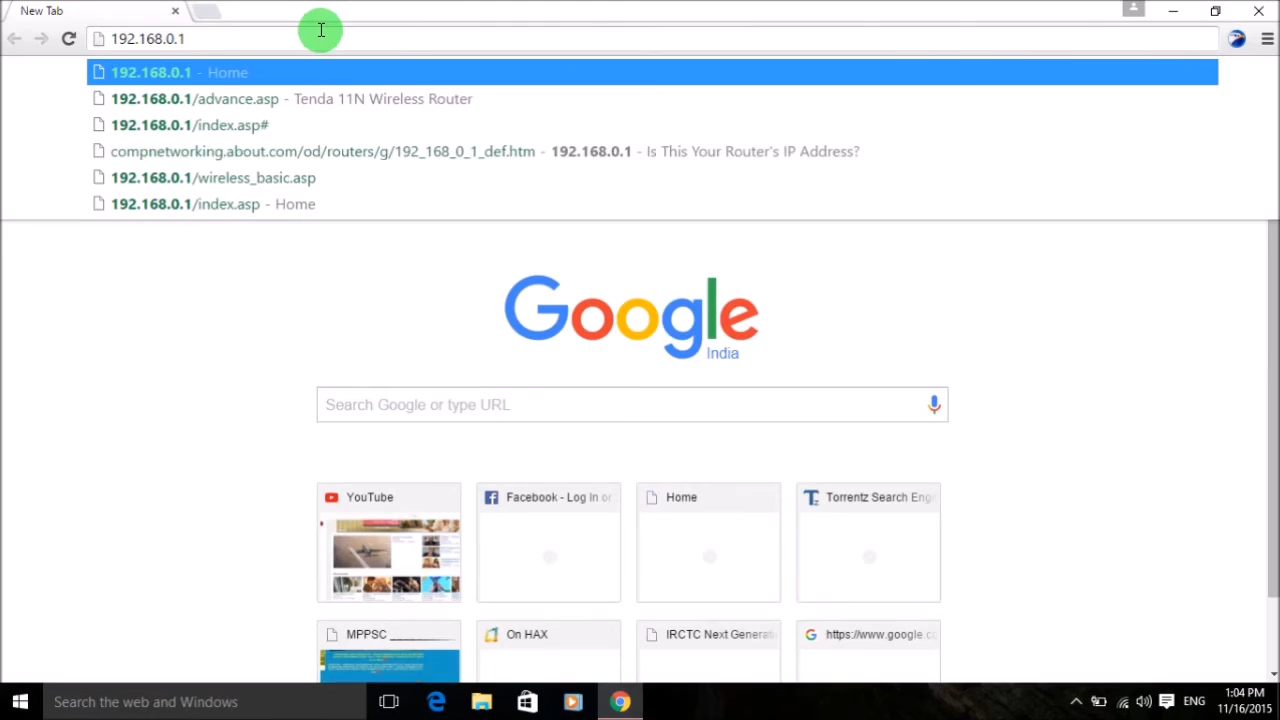 New Tab
192.168.0.1
192.168.0.1 - Home
192.168.0.1/advance.asp - Tenda 11N Wireless Router
192.168.0.1/index.asp#
compnetworking.about.com/od/routers/g/192_168_0_1_def.htm - 192.168.0.1 - Is This Your Router's IP Address?
192.168.0.1/wireless_basic.asp
192.168.0.1/index.asp - Home
Google
India
Search Google or type URL
YouTube
Facebook - Log In or
Home
Torrentz Search Eng
MPPSC
On HAX
IRCTC Next Generati
https://www.google.co
Search the web and Windows
ENG
1:04 PM
11/16/2015